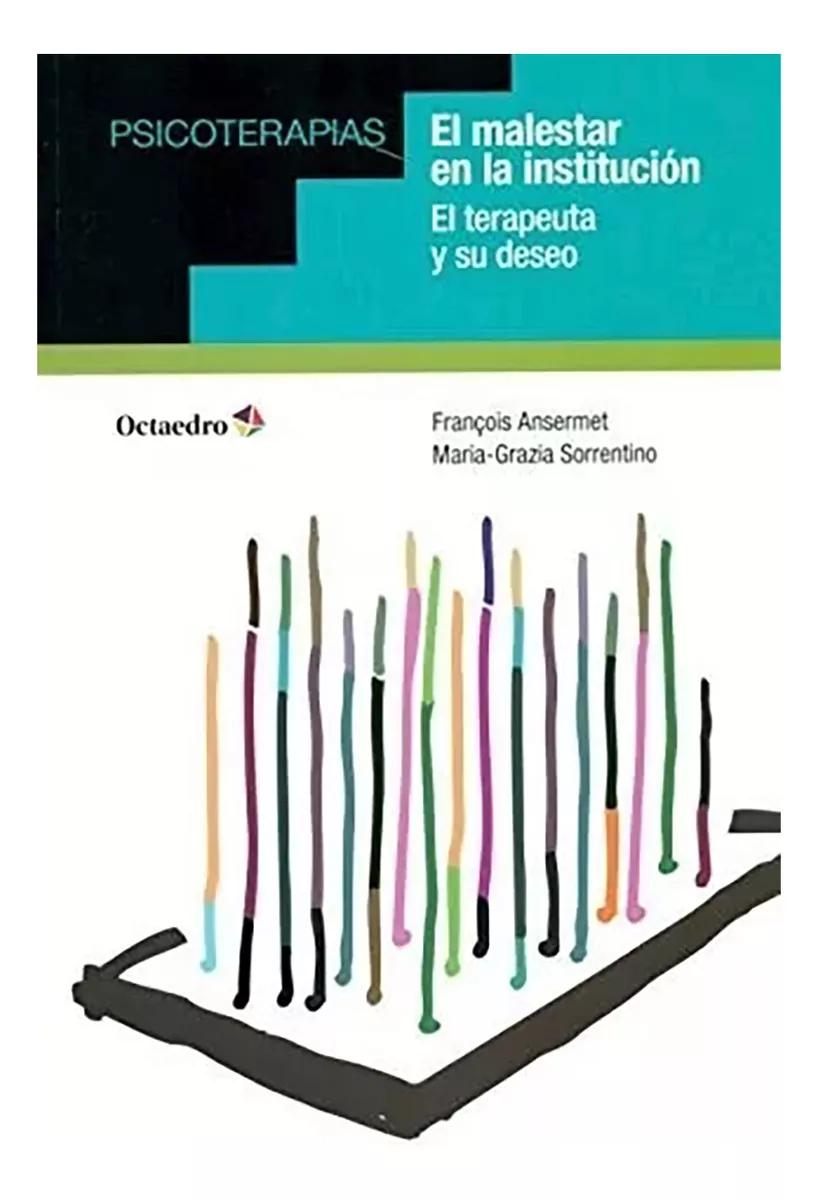 PSICOTERAPIAS
El malestar
en la institución
El terapeuta
y su deseo
Octaedro
François Ansermet
Maria-Grazia Sorrentino